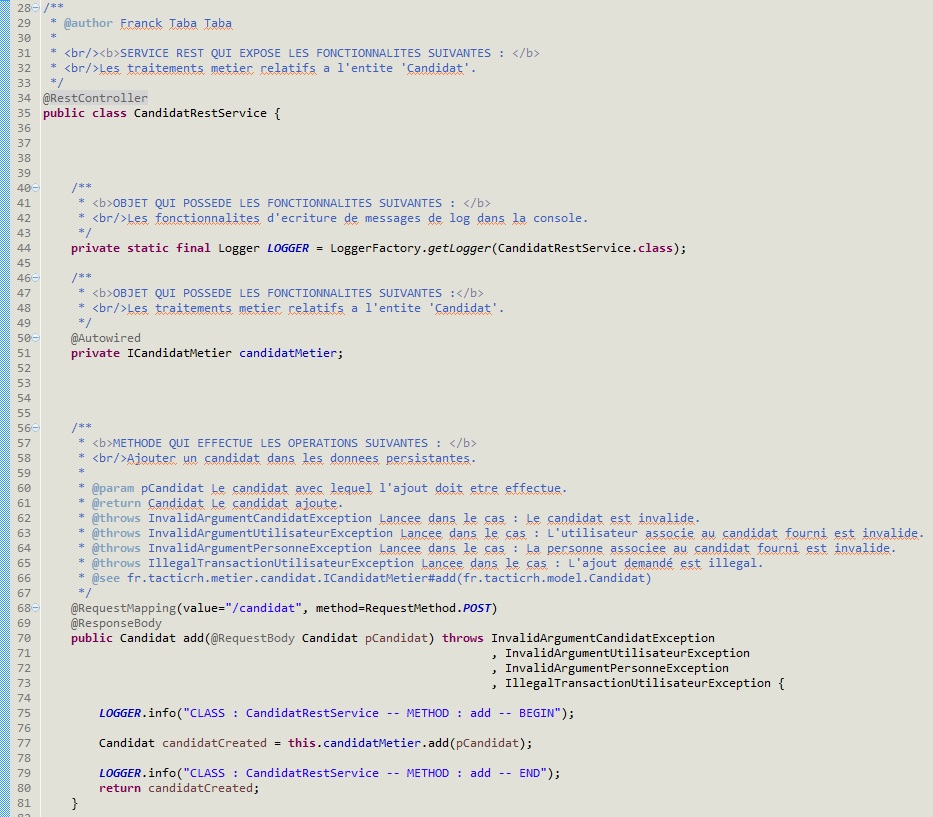 28 /**
29  * @author Franck Taba Taba
30  *
31  * <br/><b>SERVICE REST QUI EXPOSE LES FONCTIONNALITES SUIVANTES : </b>
32  * <br/>Les traitements metier relatifs a l'entite 'Candidat'.
33  */
34 @RestController
35 public class CandidatRestService {
36
37
38
39
40     /**
41      * <b>OBJET QUI POSSEDE LES FONCTIONNALITES SUIVANTES : </b>
42      * <br/>Les fonctionnalites d'ecriture de messages de log dans la console.
43      */
44     private static final Logger LOGGER = LoggerFactory.getLogger(CandidatRestService.class);
45
46     /**
47      * <b>OBJET QUI POSSEDE LES FONCTIONNALITES SUIVANTES :</b>
48      * <br/>Les traitements metier relatifs a l'entite 'Candidat'.
49      */
50     @Autowired
51     private ICandidatMetier candidatMetier;
52
53
54
55
56     /**
57      * <b>METHODE QUI EFFECTUE LES OPERATIONS SUIVANTES : </b>
58      * <br/>Ajouter un candidat dans les donnees persistantes.
59      *
60      * @param pCandidat Le candidat avec lequel l'ajout doit etre effectue.
61      * @return Candidat Le candidat ajoute.
62      * @throws InvalidArgumentCandidatException Lancee dans le cas : Le candidat est invalide.
63      * @throws InvalidArgumentUtilisateurException Lancee dans le cas : L'utilisateur associe au candidat fourni est invalide.
64      * @throws InvalidArgumentPersonneException Lancee dans le cas : La personne associee au candidat fourni est invalide.
65      * @throws IllegalTransactionUtilisateurException Lancee dans le cas : L'ajout demandé est illegal.
66      * @see fr.tacticrh.metier.candidat.ICandidatMetier#add(fr.tacticrh.model.Candidat)
67      */
68     @RequestMapping(value="/candidat", method=RequestMethod.POST)
69     @ResponseBody
70     public Candidat add(@RequestBody Candidat pCandidat) throws InvalidArgumentCandidatException
71                                                                 , InvalidArgumentUtilisateurException
72                                                                 , InvalidArgumentPersonneException
73                                                                 , IllegalTransactionUtilisateurException {
74
75         LOGGER.info("CLASS : CandidatRestService -- METHOD : add -- BEGIN");
76
77         Candidat candidatCreated = this.candidatMetier.add(pCandidat);
78
79         LOGGER.info("CLASS : CandidatRestService -- METHOD : add -- END");
80         return candidatCreated;
81     }